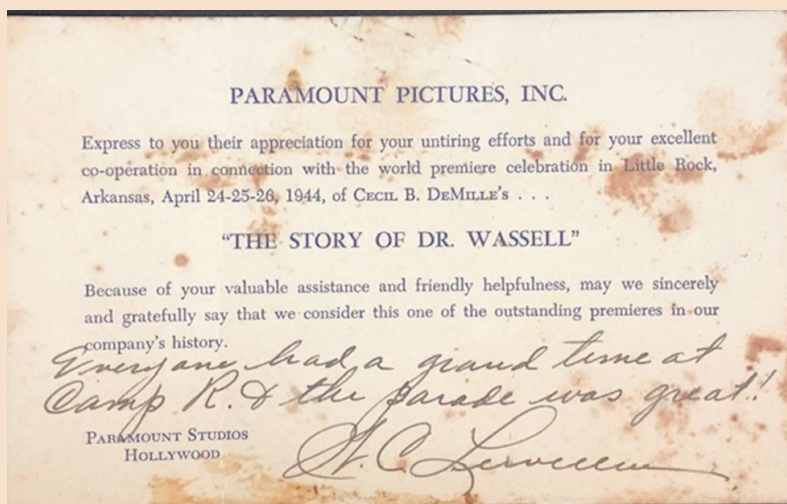 PARAMOUNT PICTURES, INC.
Express to you their appreciation for your untiring efforts and for your excellent
co-operation in connection with the world premiere celebration in Little Rock,
Arkansas, April 24-25-26, 1944, of CECIL B. DEMILLE'S . . .
"THE STORY OF DR. WASSELL"
Because of your valuable assistance and friendly helpfulness, may we sincerely
and gratefully say that we consider this one of the outstanding premieres in our
company's history.
Everyone had a grand time at
Camp R. & the parade was great!
PARAMOUNT STUDIOS
HOLLYWOOD